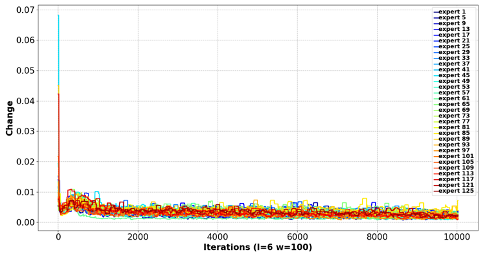 0.07
0.06
0.05
0.04
0.03
0.02
0.01
0.00
Change
0
2000
4000
6000
8000
10000
Iterations (l=6 w=100)
expert 1
expert 5
expert 9
expert 13
expert 17
expert 21
expert 25
expert 29
expert 33
expert 37
expert 41
expert 45
expert 49
expert 53
expert 57
expert 61
expert 65
expert 69
expert 73
expert 77
expert 81
expert 85
expert 89
expert 93
expert 97
expert 101
expert 105
expert 109
expert 113
expert 117
expert 121
expert 125